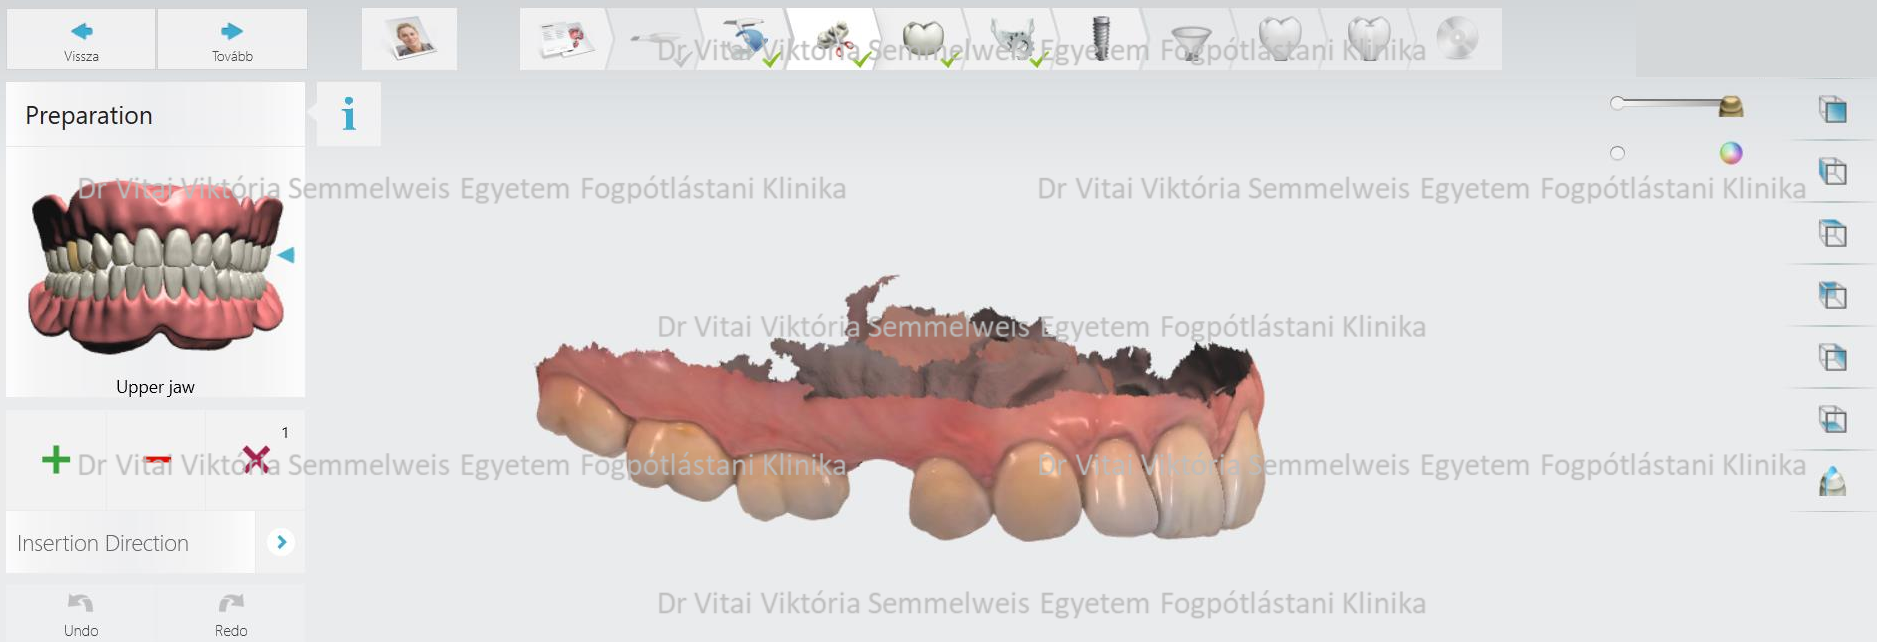 Vissza
Tovább
Dr Vitai Viktória Semmelweis Egyetem Fogpótlástani Klinika
Preparation
i
Dr Vitai Viktória Semmelweis Egyetem Fogpótlástani Klinika
Dr Vitai Viktória Semmelweis Egyetem Fogpótlástani Klinika
Dr Vitai Viktória Semmelweis Egyetem Fogpótlástani Klinika
Upper jaw
1
Dr Vitai Viktória Semmelweis Egyetem Fogpótlástani Klinika
Dr Vitai Viktória Semmelweis Egyetem Fogpótlástani Klinika
Insertion Direction
Dr Vitai Viktória Semmelweis Egyetem Fogpótlástani Klinika
Undo
Redo